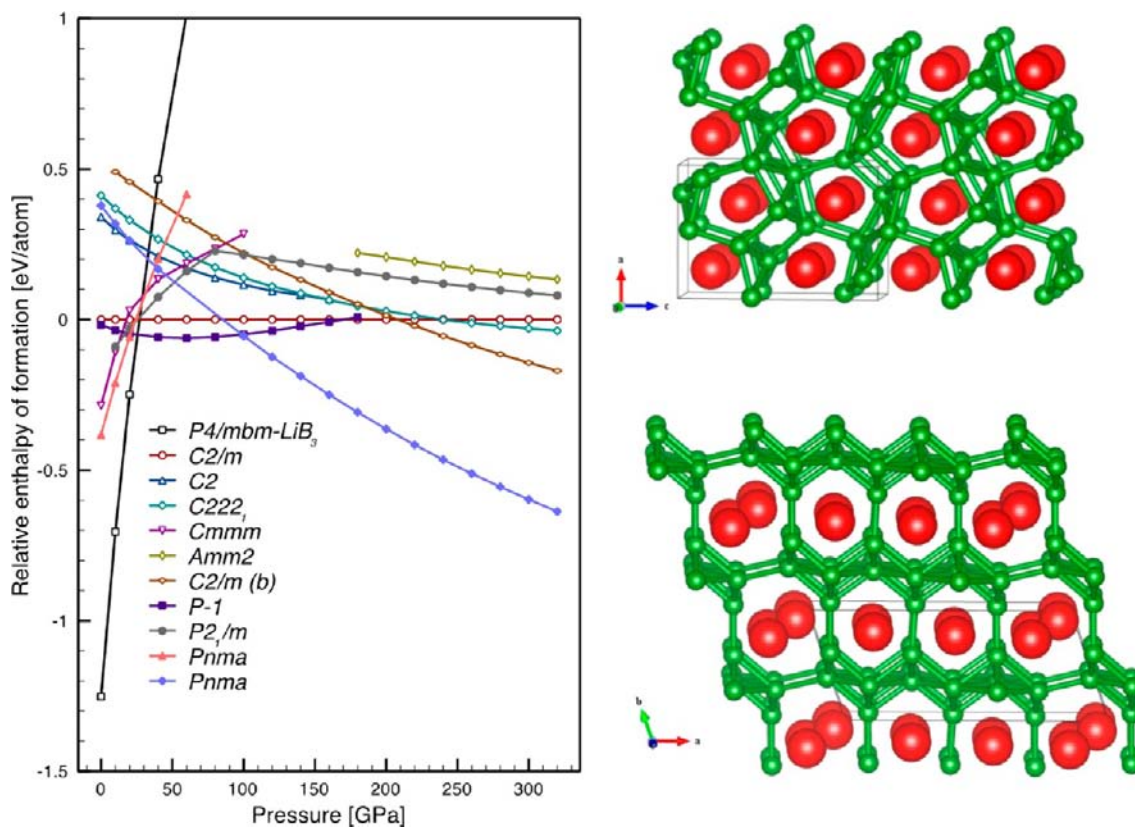 1
0.5
0
-0.5
-1
-1.5
Relative enthalpy of formation [eV/atom]
P4/mbm-LiB3
C2/m
C2
C2221
Cmmm
Amm2
C2/m (b)
P-1
P21/m
Pnma
Pnma
0 50 100 150 200 250 300
Pressure [GPa]
a
c
b
a